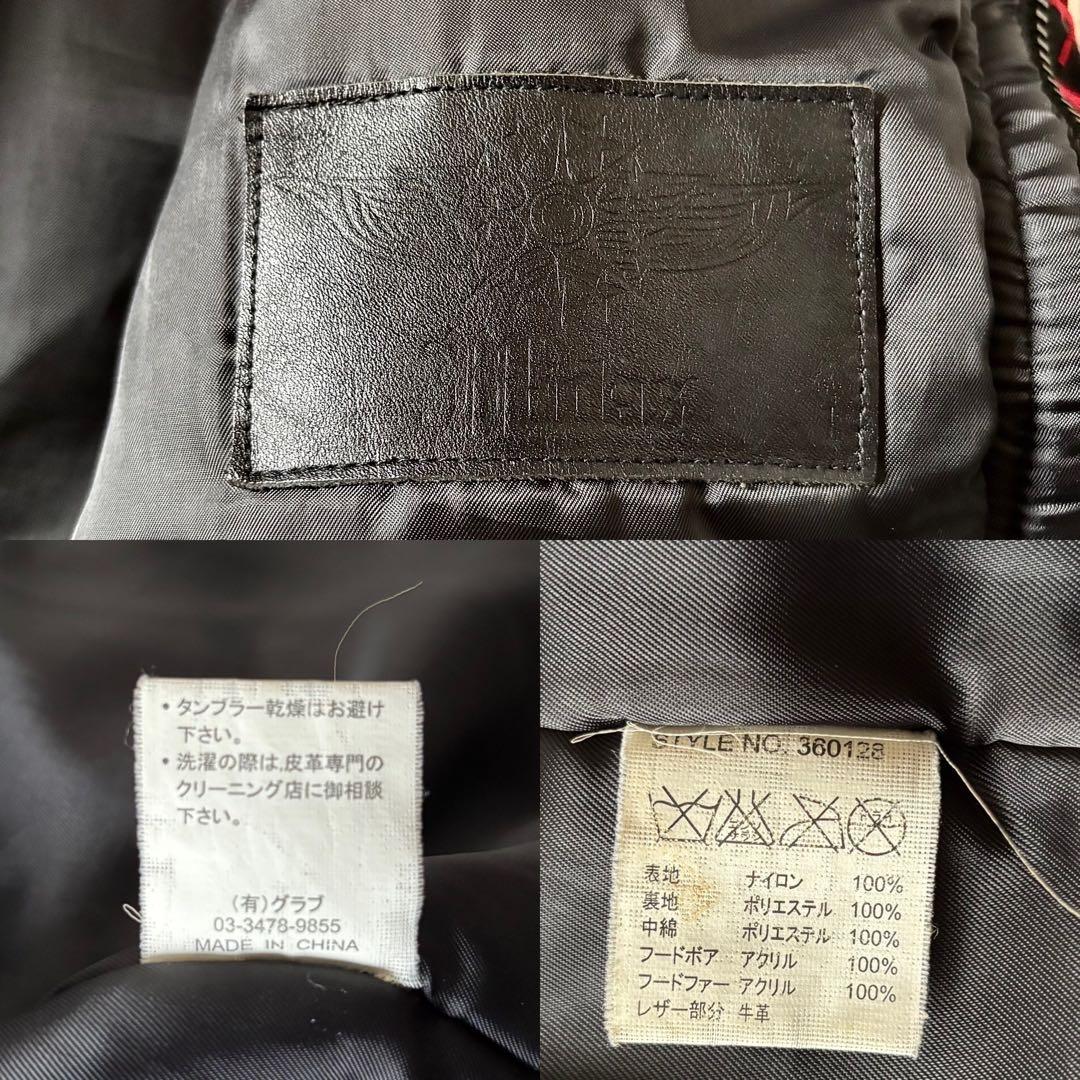 ・タンブラー乾燥はお避け
下さい。
・洗濯の際は、皮革専門の
クリーニング店に御相談
下さい。
(有)グラブ
03-3478-9855
MADE IN CHINA
STYLE NO. 360128
表地 ナイロン 100%
裏地 ポリエステル 100%
中綿 ポリエステル 100%
フードボア アクリル 100%
フードファー アクリル 100%
レザー部分 牛革